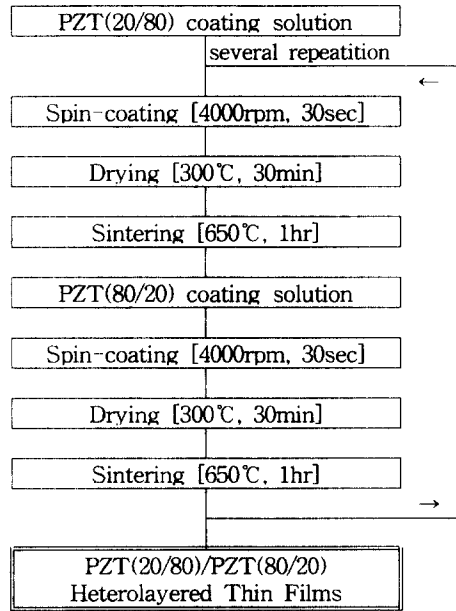 PZT(20/80) coating solution
several repeatition
←
Spin-coating [4000rpm, 30sec]
Drying [300℃, 30min]
Sintering [650℃, 1hr]
PZT(80/20) coating solution
Spin-coating [4000rpm, 30sec]
Drying [300℃, 30min]
Sintering [650℃, 1hr]
→
PZT(20/80)/PZT(80/20)
Heterolayered Thin Films